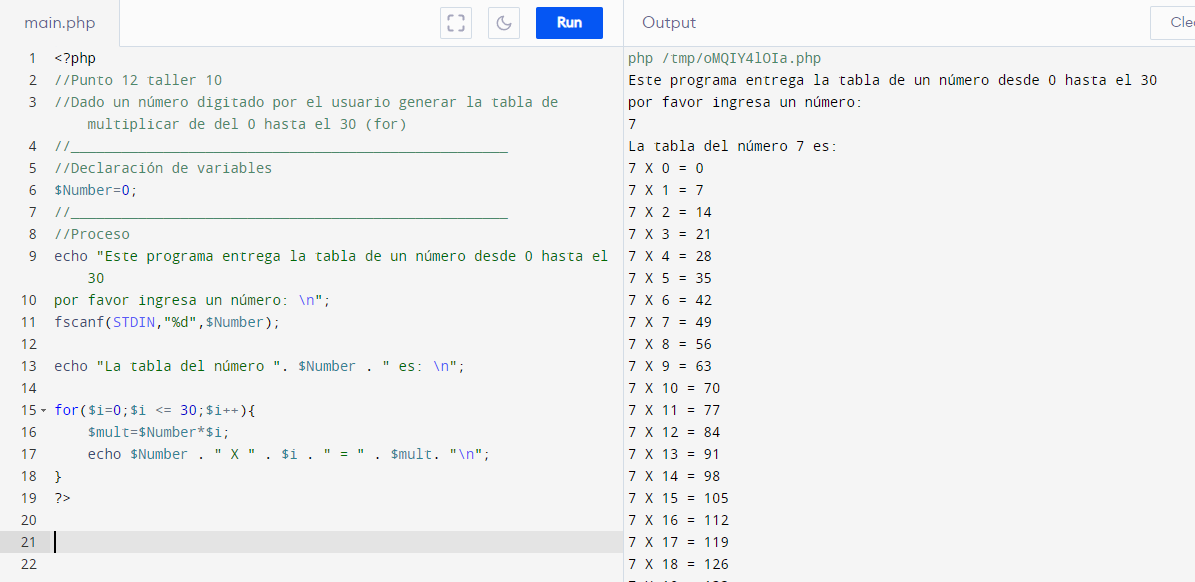 main.php
Run
Output
1 <?php
2 //Punto 12 taller 10
3 //Dado un número digitado por el usuario generar la tabla de
multiplicar de del 0 hasta el 30 (for)
4 //____________________________________________________
5 //Declaración de variables
6 $Number=0;
7 //____________________________________________________
8 //Proceso
9 echo "Este programa entrega la tabla de un número desde 0 hasta el
30
10 por favor ingresa un número: \n";
11 fscanf(STDIN,"%d",$Number);
12
13 echo "La tabla del número ". $Number . " es: \n";
14
15 for($i=0;$i <= 30;$i++){
16 $mult=$Number*$i;
17 echo $Number . " X " . $i . " = " . $mult. "\n";
18 }
19 ?>
20
21
22
php /tmp/oMQIY4lOIa.php
Este programa entrega la tabla de un número desde 0 hasta el 30
por favor ingresa un número:
7
La tabla del número 7 es:
7 X 0 = 0
7 X 1 = 7
7 X 2 = 14
7 X 3 = 21
7 X 4 = 28
7 X 5 = 35
7 X 6 = 42
7 X 7 = 49
7 X 8 = 56
7 X 9 = 63
7 X 10 = 70
7 X 11 = 77
7 X 12 = 84
7 X 13 = 91
7 X 14 = 98
7 X 15 = 105
7 X 16 = 112
7 X 17 = 119
7 X 18 = 126